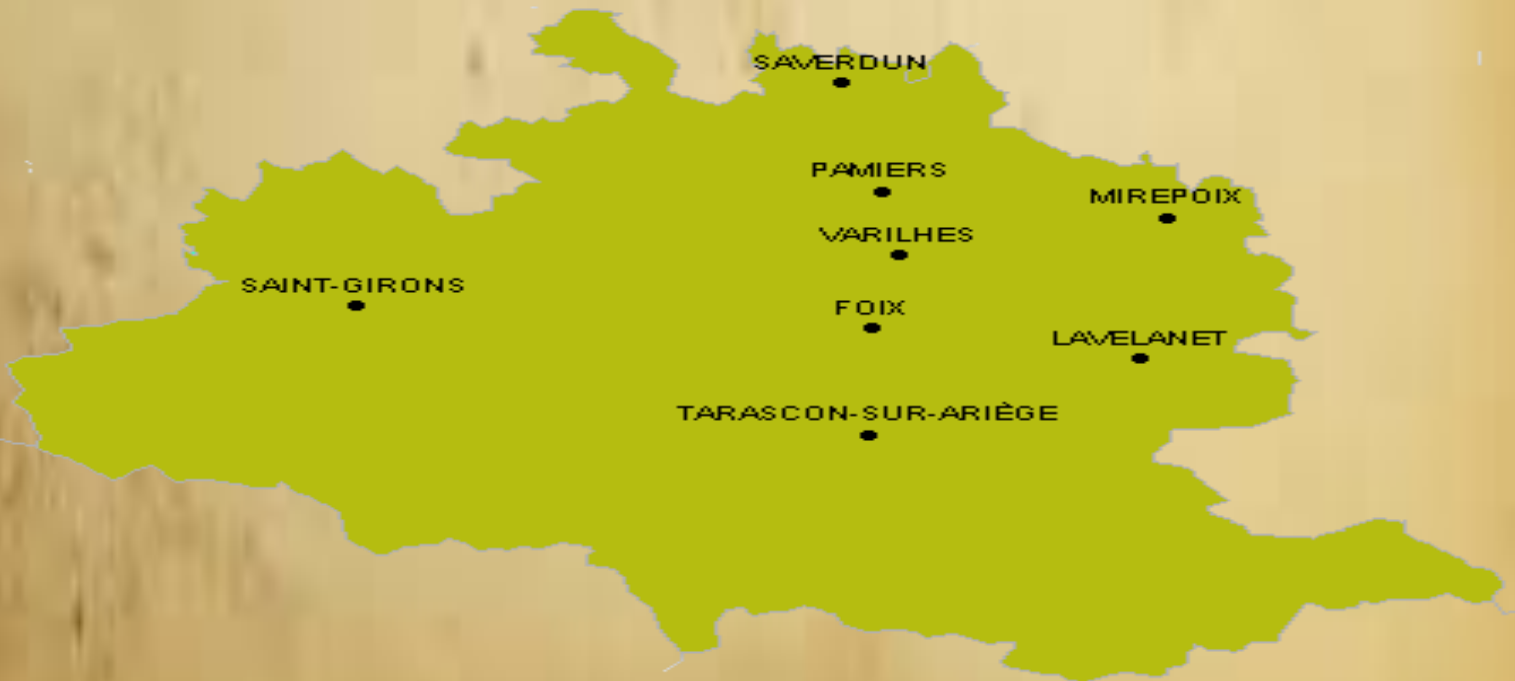 SAVERDUN
PAMIERS
MIREPOIX
VARILHES
SAINT-GIRONS
FOIX
LAVELANET
TARASCON-SUR-ARIÈGE